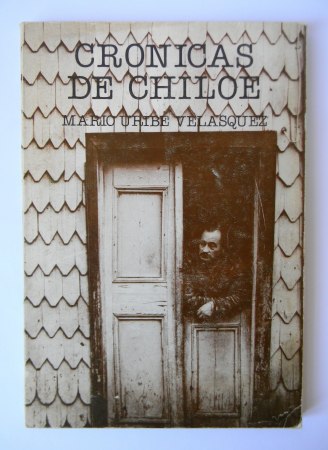 CRONICAS
DE CHILOE
MARIO URIBE VELASQUEZ